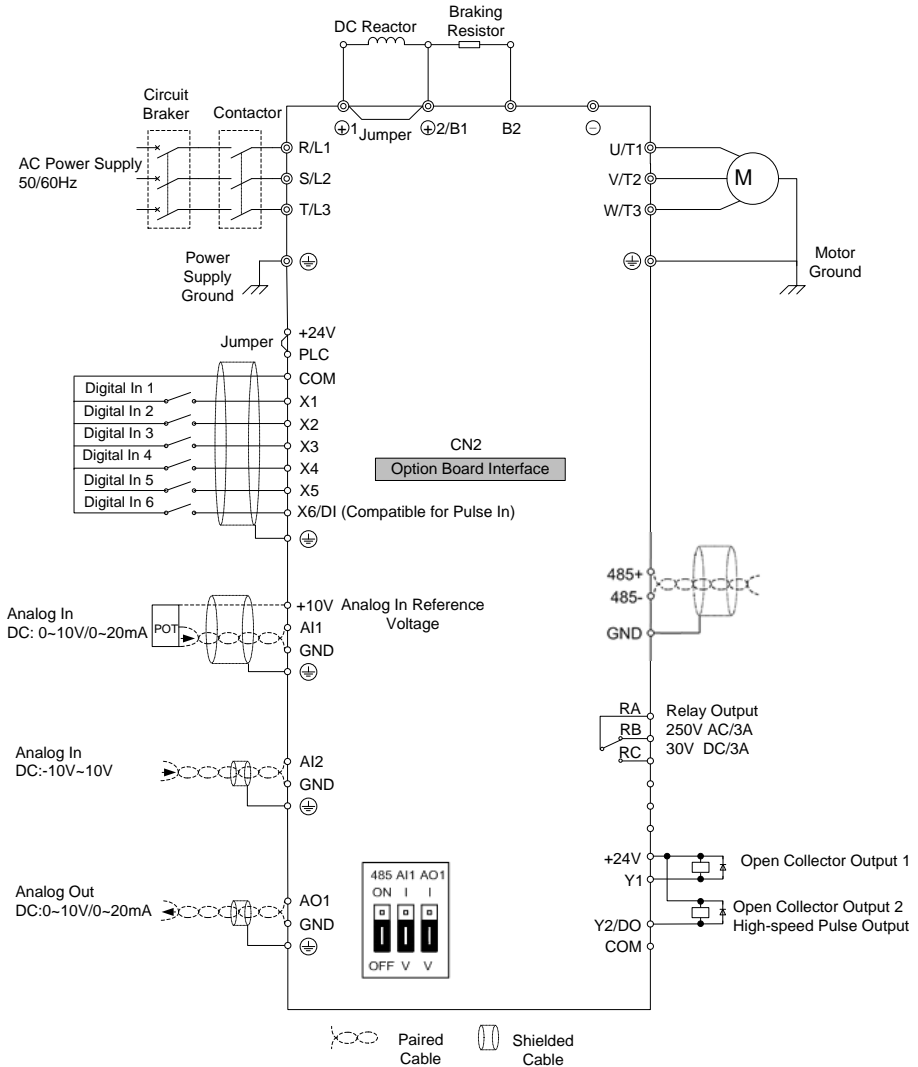 DC Reactor
Braking
Resistor
Circuit
Braker
Contactor
⊕1
Jumper
⊕2/B1
B2
⊖
AC Power Supply
50/60Hz
R/L1
S/L2
T/L3
U/T1
V/T2
W/T3
M
Power
Supply
Ground
Motor
Ground
Jumper
+24V
PLC
COM
Digital In 1
X1
Digital In 2
X2
Digital In 3
X3
Digital In 4
X4
Digital In 5
X5
Digital In 6
X6/DI (Compatible for Pulse In)
CN2
Option Board Interface
485+
485-
GND
Analog In
DC: 0~10V/0~20mA
POT
+10V Analog In Reference
Voltage
AI1
GND
RA
RB
RC
Relay Output
250V AC/3A
30V DC/3A
Analog In
DC:-10V~10V
AI2
GND
+24V
Y1
Open Collector Output 1
Y2/DO
COM
Open Collector Output 2
High-speed Pulse Output
Analog Out
DC:0~10V/0~20mA
AO1
GND
485 AI1 AO1
ON I I
OFF V V
Paired
Cable
Shielded
Cable